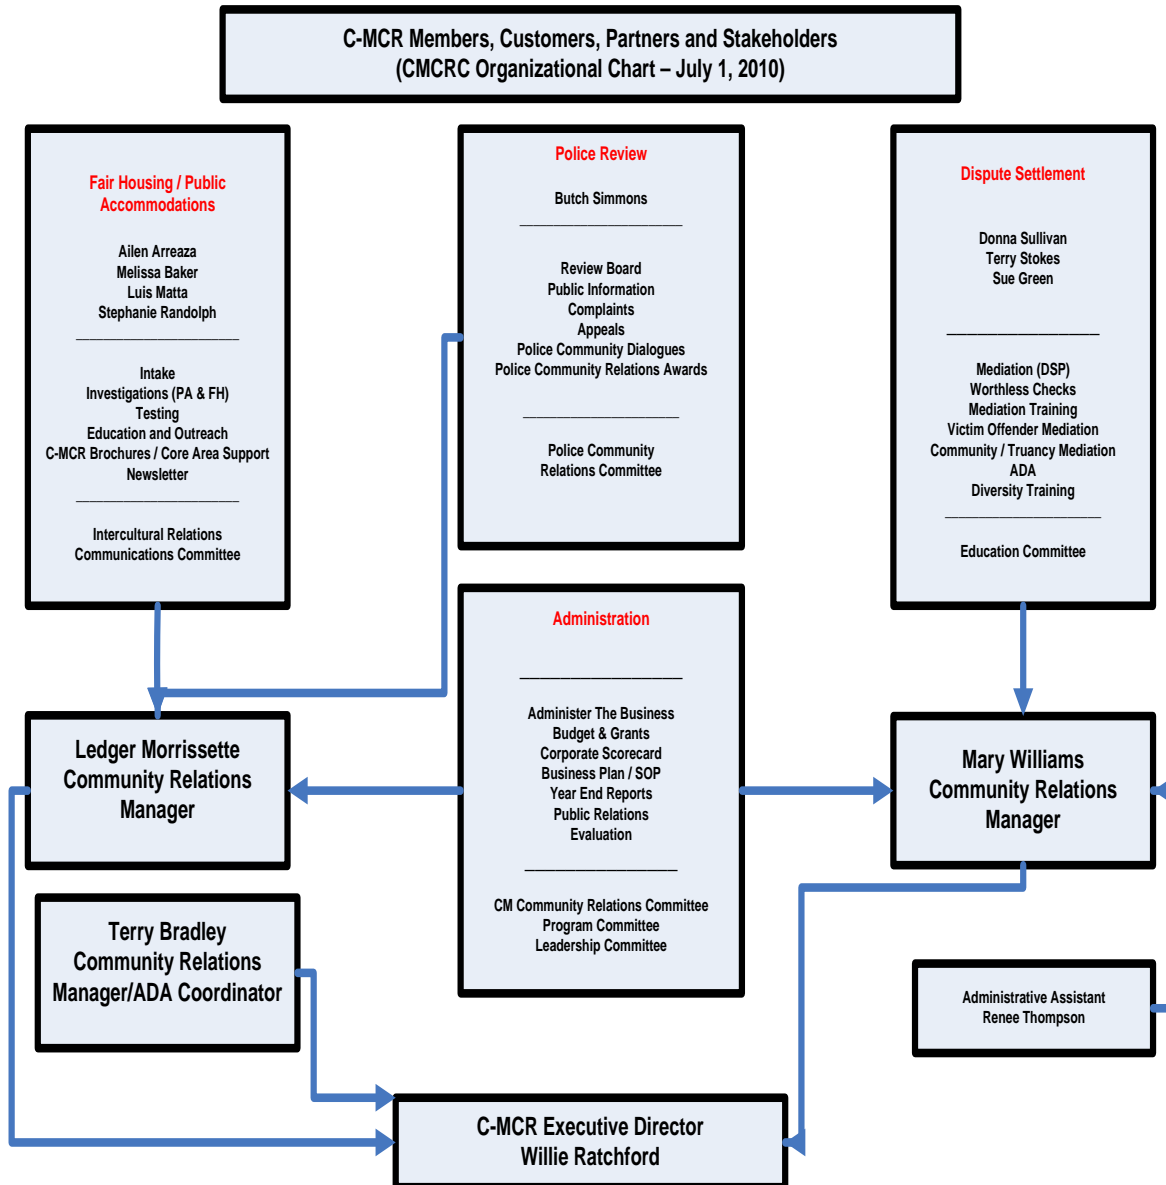 C-MCR Members, Customers, Partners and Stakeholders
(CMCRC Organizational Chart – July 1, 2010)
Fair Housing / Public
Accommodations
Ailen Arreaza
Melissa Baker
Luis Matta
Stephanie Randolph
Intake
Investigations (PA & FH)
Testing
Education and Outreach
C-MCR Brochures / Core Area Support
Newsletter
Intercultural Relations
Communications Committee
Police Review
Butch Simmons
Review Board
Public Information
Complaints
Appeals
Police Community Dialogues
Police Community Relations Awards
Police Community
Relations Committee
Dispute Settlement
Donna Sullivan
Terry Stokes
Sue Green
Mediation (DSP)
Worthless Checks
Mediation Training
Victim Offender Mediation
Community / Truancy Mediation
ADA
Diversity Training
Education Committee
Administration
Administer The Business
Budget & Grants
Corporate Scorecard
Business Plan / SOP
Year End Reports
Public Relations
Evaluation
CM Community Relations Committee
Program Committee
Leadership Committee
Ledger Morrissette
Community Relations
Manager
Mary Williams
Community Relations
Manager
Terry Bradley
Community Relations
Manager/ADA Coordinator
Administrative Assistant
Renee Thompson
C-MCR Executive Director
Willie Ratchford